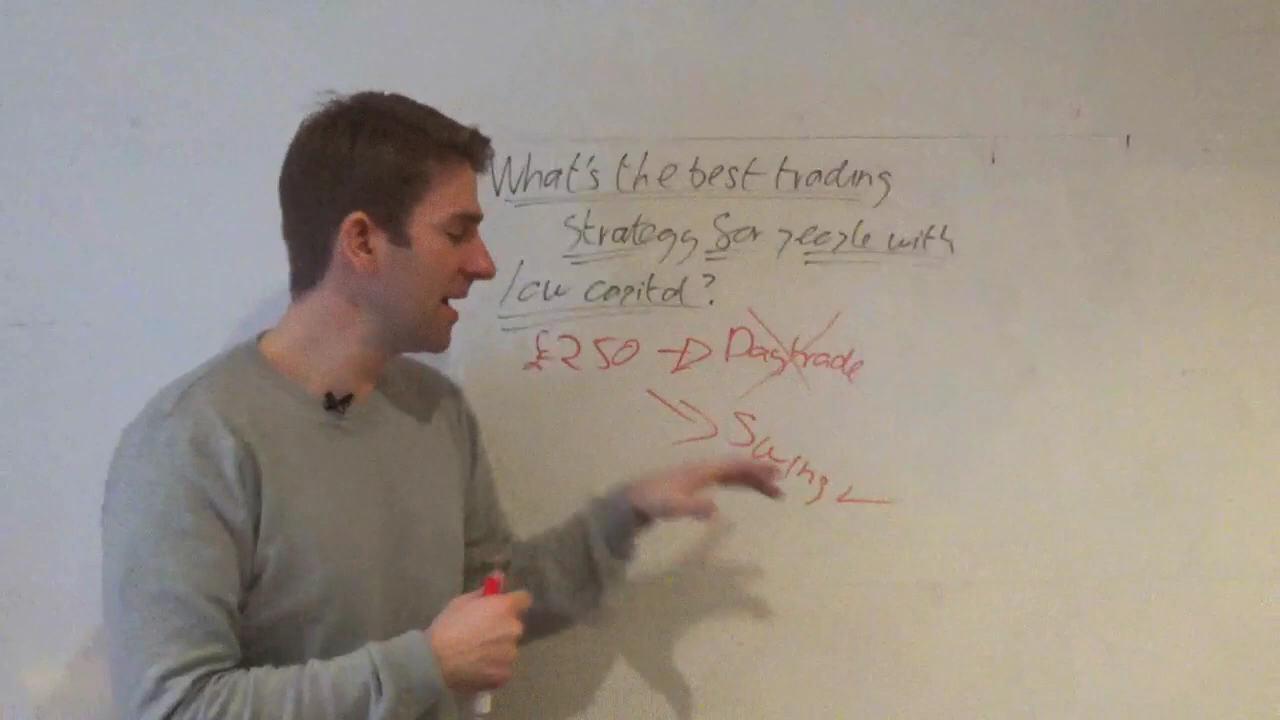 What's the best trading
Strategy for people with
low capital?
£250 → Daytrade
Swing